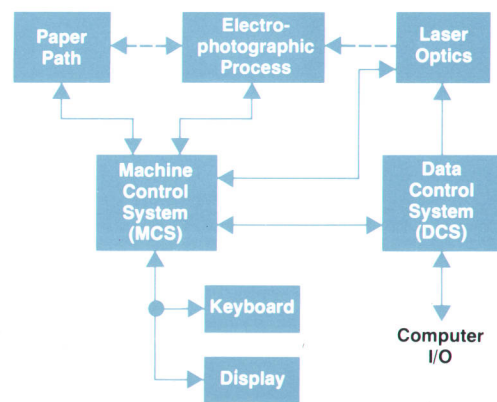 Paper
Path
Electro-
photographic
Process
Laser
Optics
Machine
Control
System
(MCS)
Data
Control
System
(DCS)
Keyboard
Display
Computer
I/O